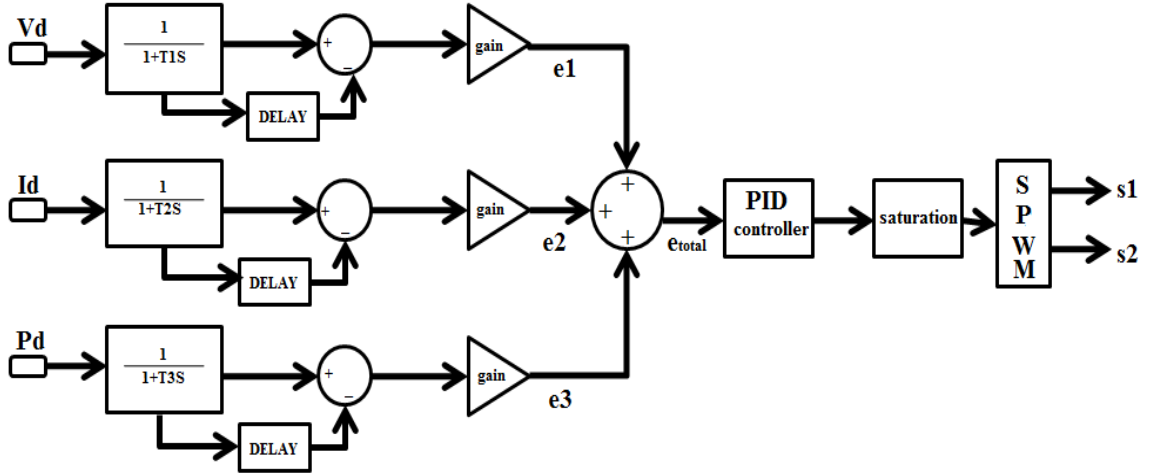 Vd
1
1+T1S
+
−
DELAY
gain
e1
Id
1
1+T2S
+
−
DELAY
gain
e2
Pd
1
1+T3S
+
−
DELAY
gain
e3
+
+
+
etotal
PID
controller
saturation
S
P
W
M
s1
s2